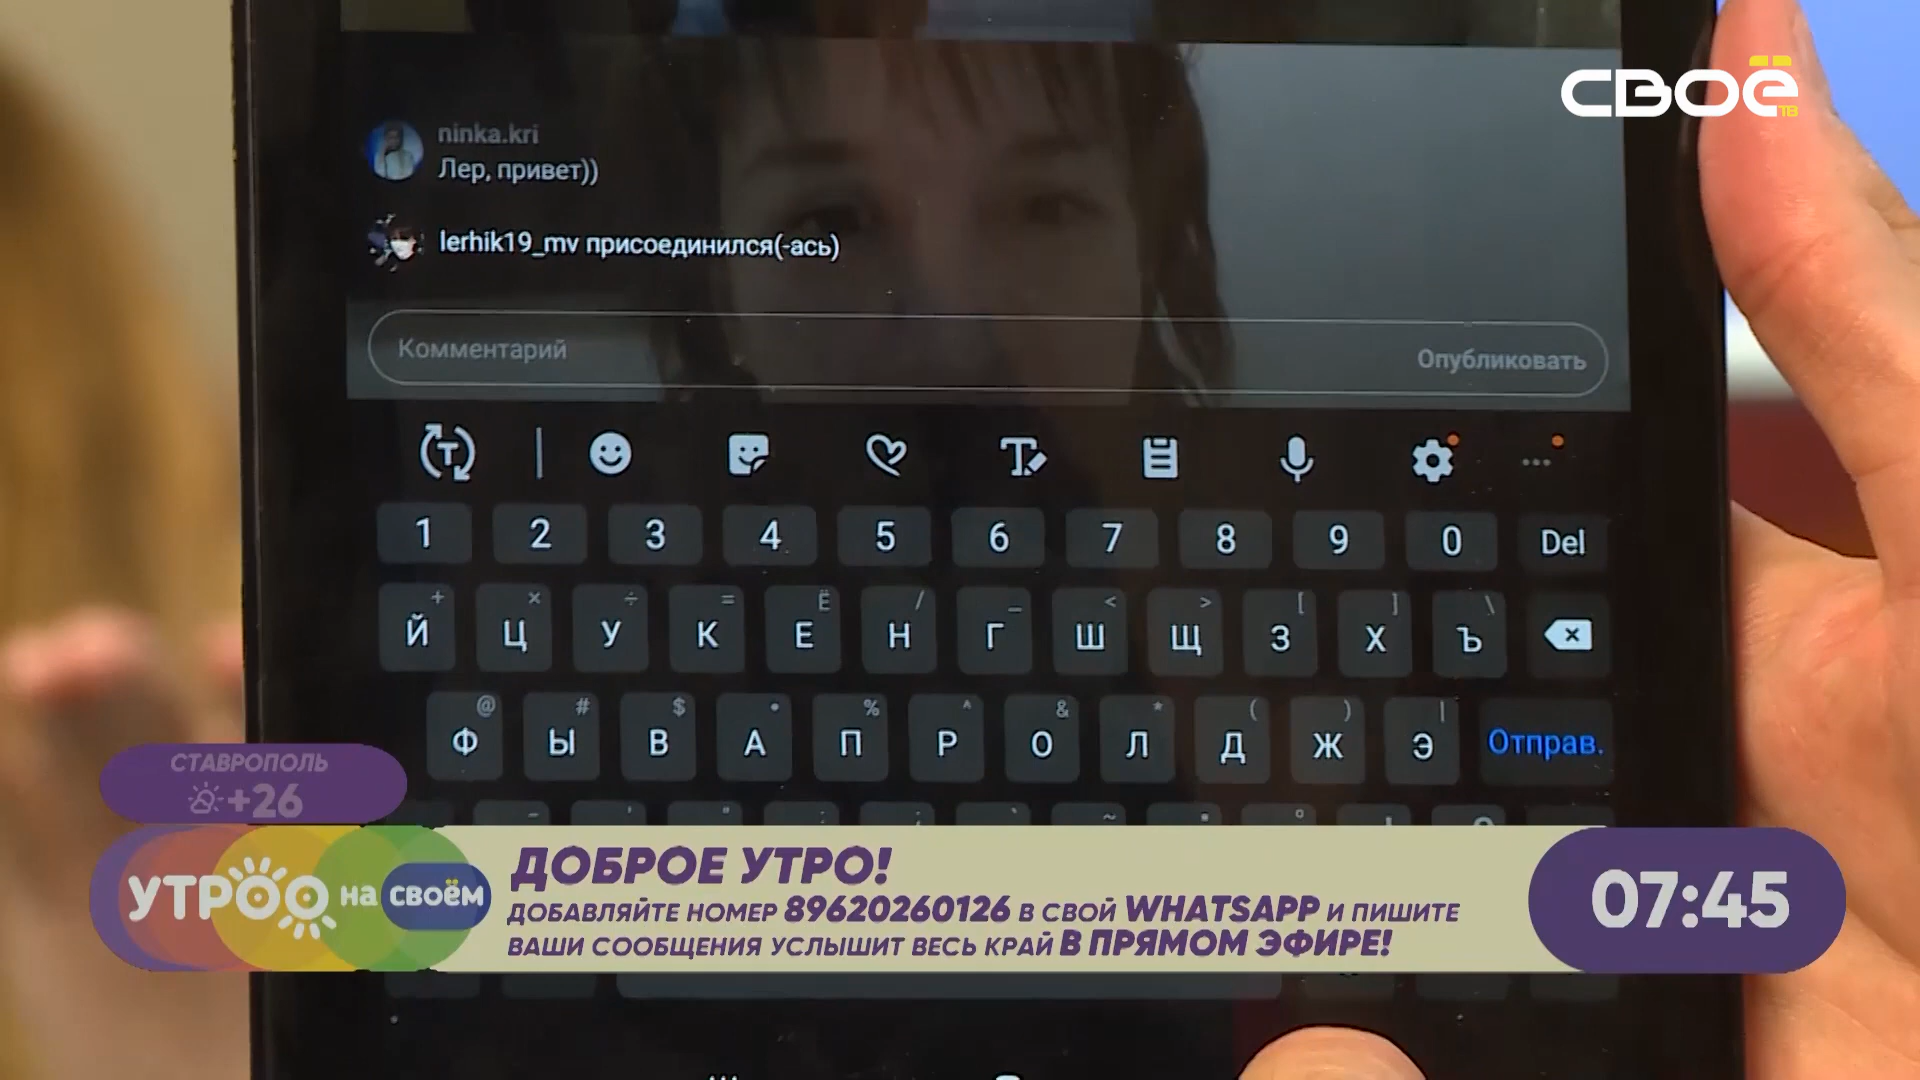 СВОЁ
ТВ
ninka.kri
Лер, привет))
lerhik19_mv присоединился(-ась)
Комментарий
Опубликовать
1 2 3 4 5 6 7 8 9 0 Del
+ × ÷ = Ё / _ < > [ ] \
Й Ц У К Е Н Г Ш Щ З Х Ъ
@ # $ • % ^ & * ( ) |
Ф Ы В А П Р О Л Д Ж Э Отправ.
СТАВРОПОЛЬ
+26
УТРОО НА СВОЁМ
ДОБРОЕ УТРО!
ДОБАВЛЯЙТЕ НОМЕР 89620260126 В СВОЙ WHATSAPP И ПИШИТЕ
ВАШИ СООБЩЕНИЯ УСЛЫШИТ ВЕСЬ КРАЙ В ПРЯМОМ ЭФИРЕ!
07:45